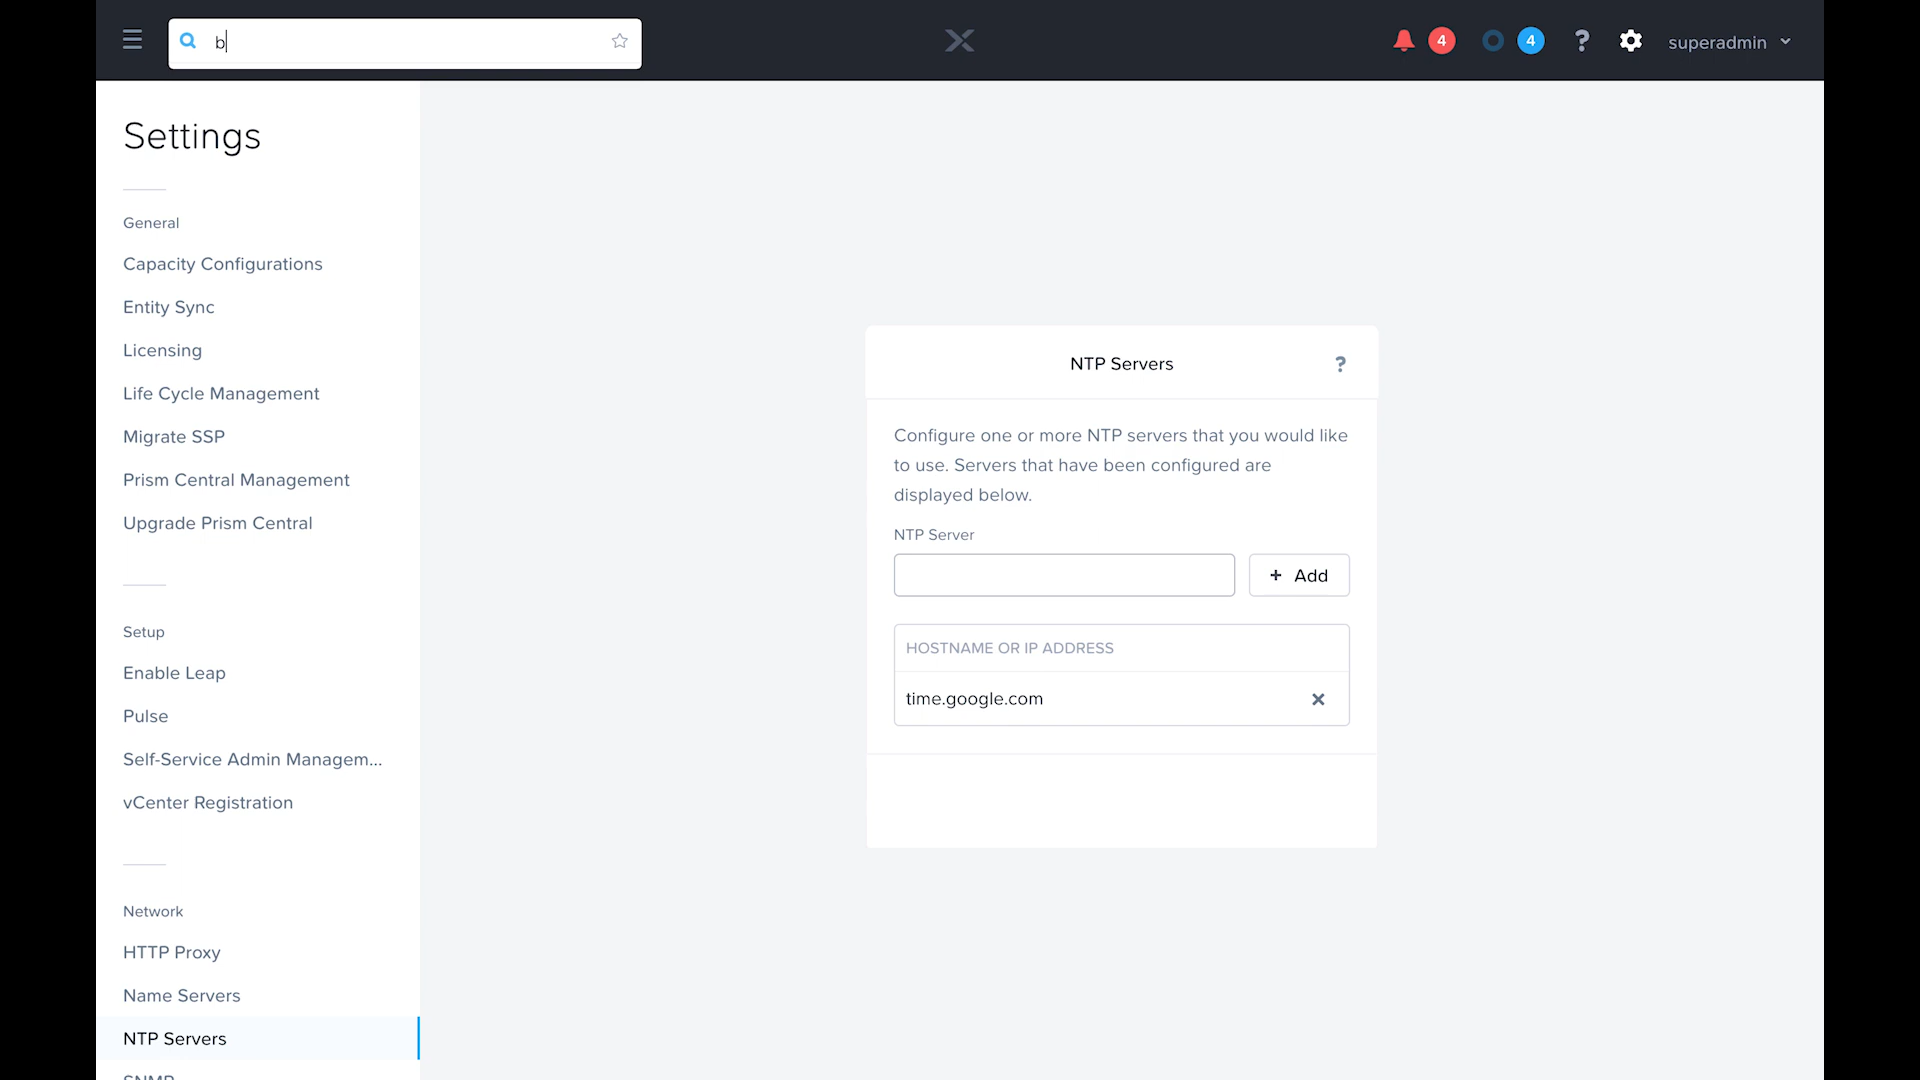 b
4
4
?
superadmin
Settings
General
Capacity Configurations
Entity Sync
Licensing
Life Cycle Management
Migrate SSP
Prism Central Management
Upgrade Prism Central
Setup
Enable Leap
Pulse
Self-Service Admin Managem...
vCenter Registration
Network
HTTP Proxy
Name Servers
NTP Servers
SNMP
NTP Servers
?
Configure one or more NTP servers that you would like
to use. Servers that have been configured are
displayed below.
NTP Server
+ Add
HOSTNAME OR IP ADDRESS
time.google.com